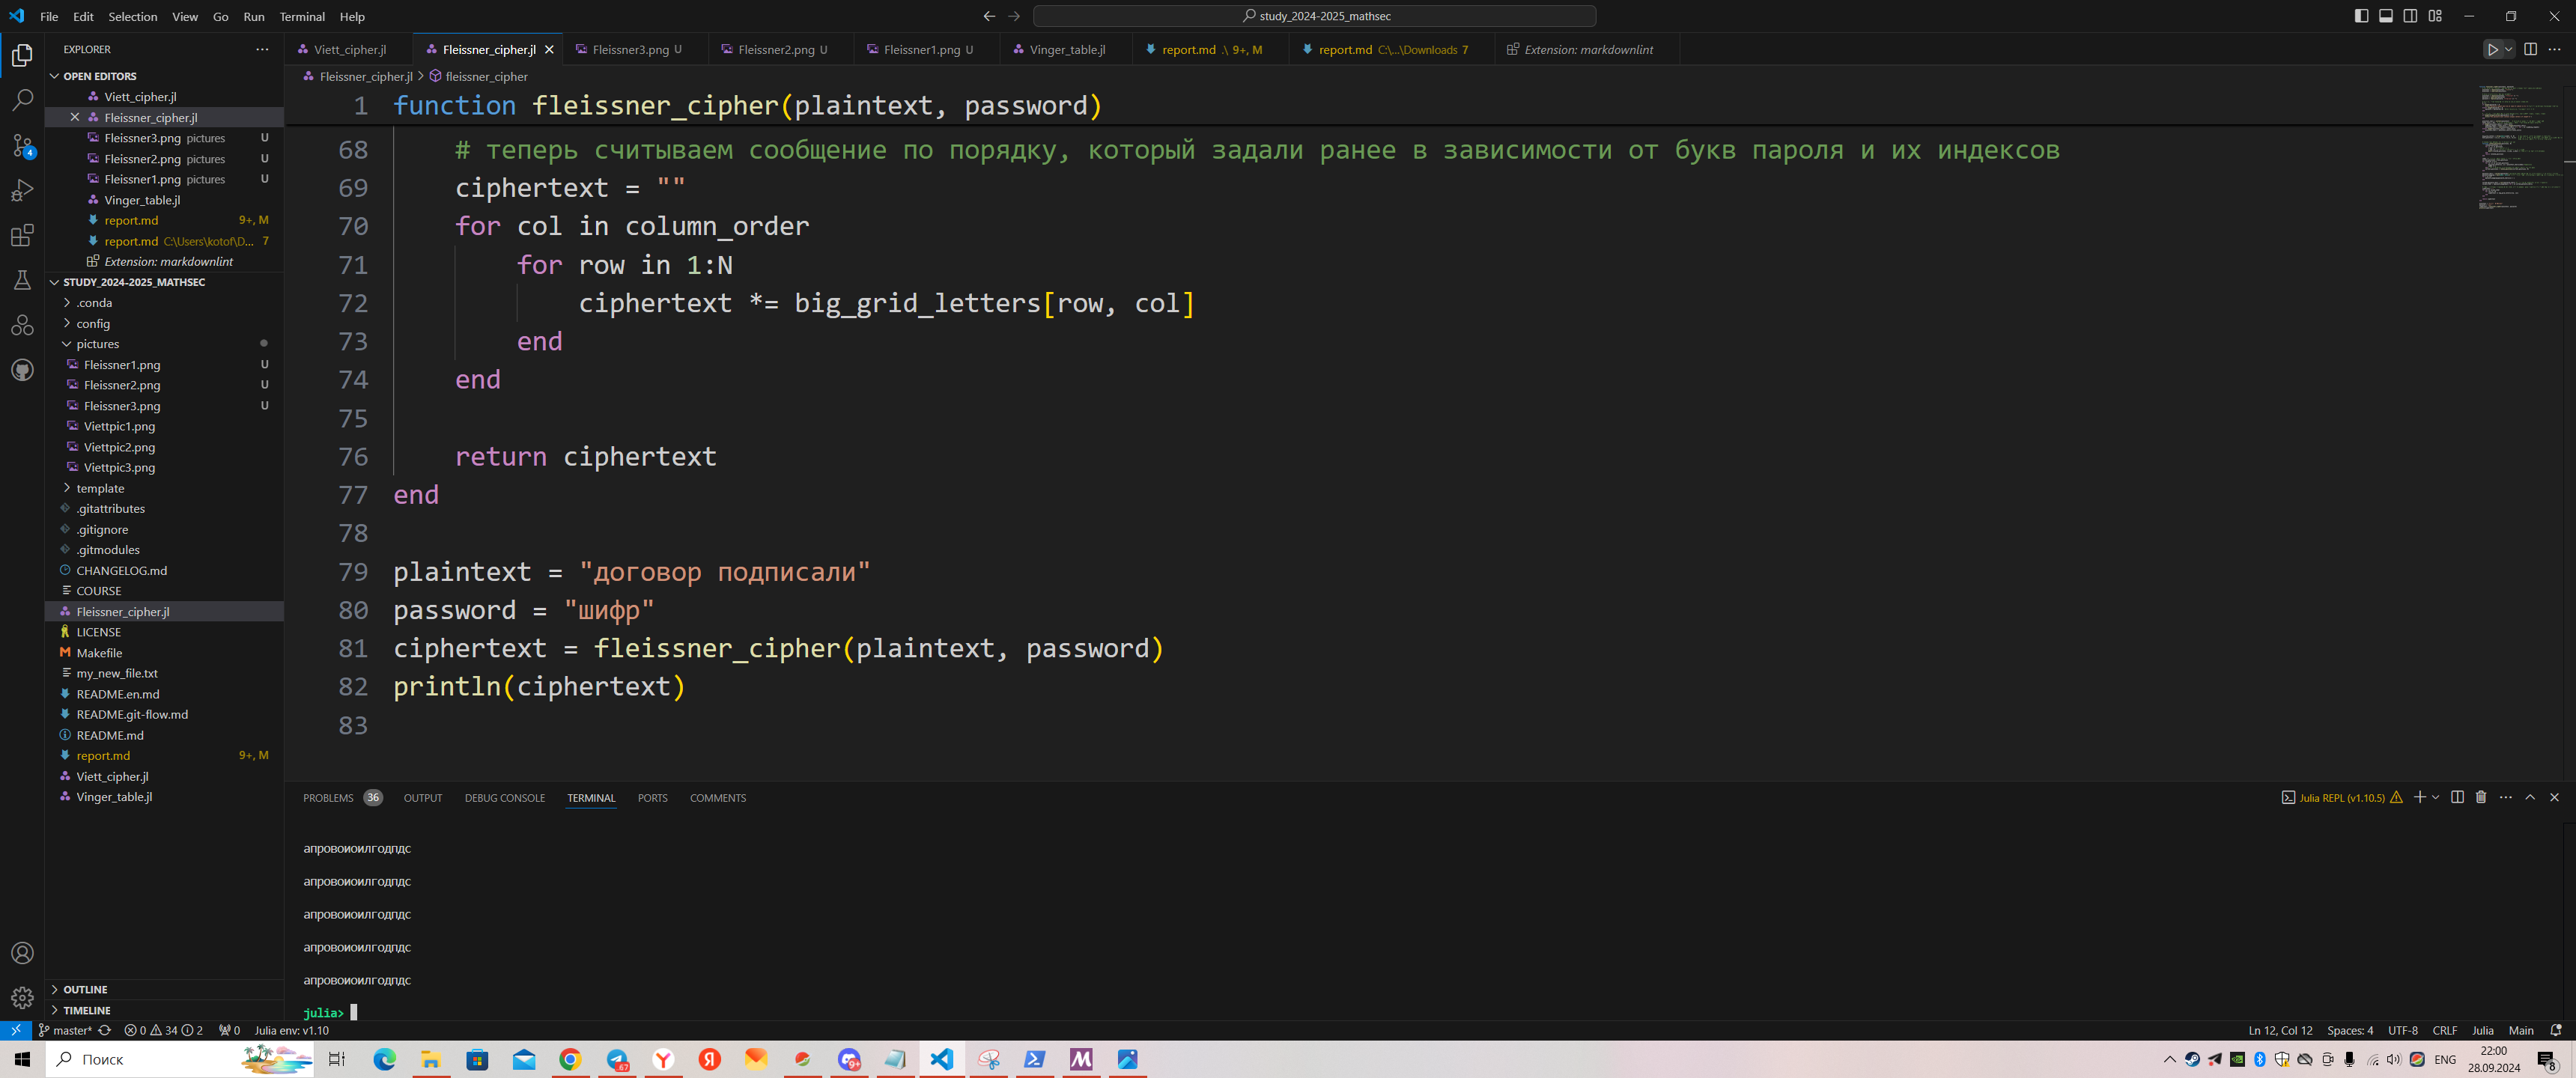 File Edit Selection View Go Run Terminal Help
study_2024-2025_mathsec
EXPLORER
OPEN EDITORS
Viett_cipher.jl
Fleissner_cipher.jl
Fleissner3.png pictures U
Fleissner2.png pictures U
Fleissner1.png pictures U
Vinger_table.jl
report.md 9+, M
report.md C:\Users\kotof\D... 7
Extension: markdownlint
STUDY_2024-2025_MATHSEC
.conda
config
pictures
Fleissner1.png U
Fleissner2.png U
Fleissner3.png U
Viettpic1.png
Viettpic2.png
Viettpic3.png
template
.gitattributes
.gitignore
.gitmodules
CHANGELOG.md
COURSE
Fleissner_cipher.jl
LICENSE
Makefile
my_new_file.txt
README.en.md
README.git-flow.md
README.md
report.md 9+, M
Viett_cipher.jl
Vinger_table.jl
OUTLINE
TIMELINE
Viett_cipher.jl Fleissner_cipher.jl Fleissner3.png U Fleissner2.png U Fleissner1.png U Vinger_table.jl report.md .\ 9+, M report.md C:\...\Downloads 7 Extension: markdownlint
Fleissner_cipher.jl > fleissner_cipher
1 function fleissner_cipher(plaintext, password)
68 # теперь считываем сообщение по порядку, который задали ранее в зависимости от букв пароля и их индексов
69 ciphertext = ""
70 for col in column_order
71 for row in 1:N
72 ciphertext *= big_grid_letters[row, col]
73 end
74 end
75
76 return ciphertext
77 end
78
79 plaintext = "договор подписали"
80 password = "шифр"
81 ciphertext = fleissner_cipher(plaintext, password)
82 println(ciphertext)
83
PROBLEMS 36 OUTPUT DEBUG CONSOLE TERMINAL PORTS COMMENTS
Julia REPL (v1.10.5)
апровоиоилгодпдс
апровоиоилгодпдс
апровоиоилгодпдс
апровоиоилгодпдс
апровоиоилгодпдс
julia>
master* 0 34 2 0 Julia env: v1.10
Ln 12, Col 12 Spaces: 4 UTF-8 CRLF Julia Main
Поиск
ENG
22:00
28.09.2024